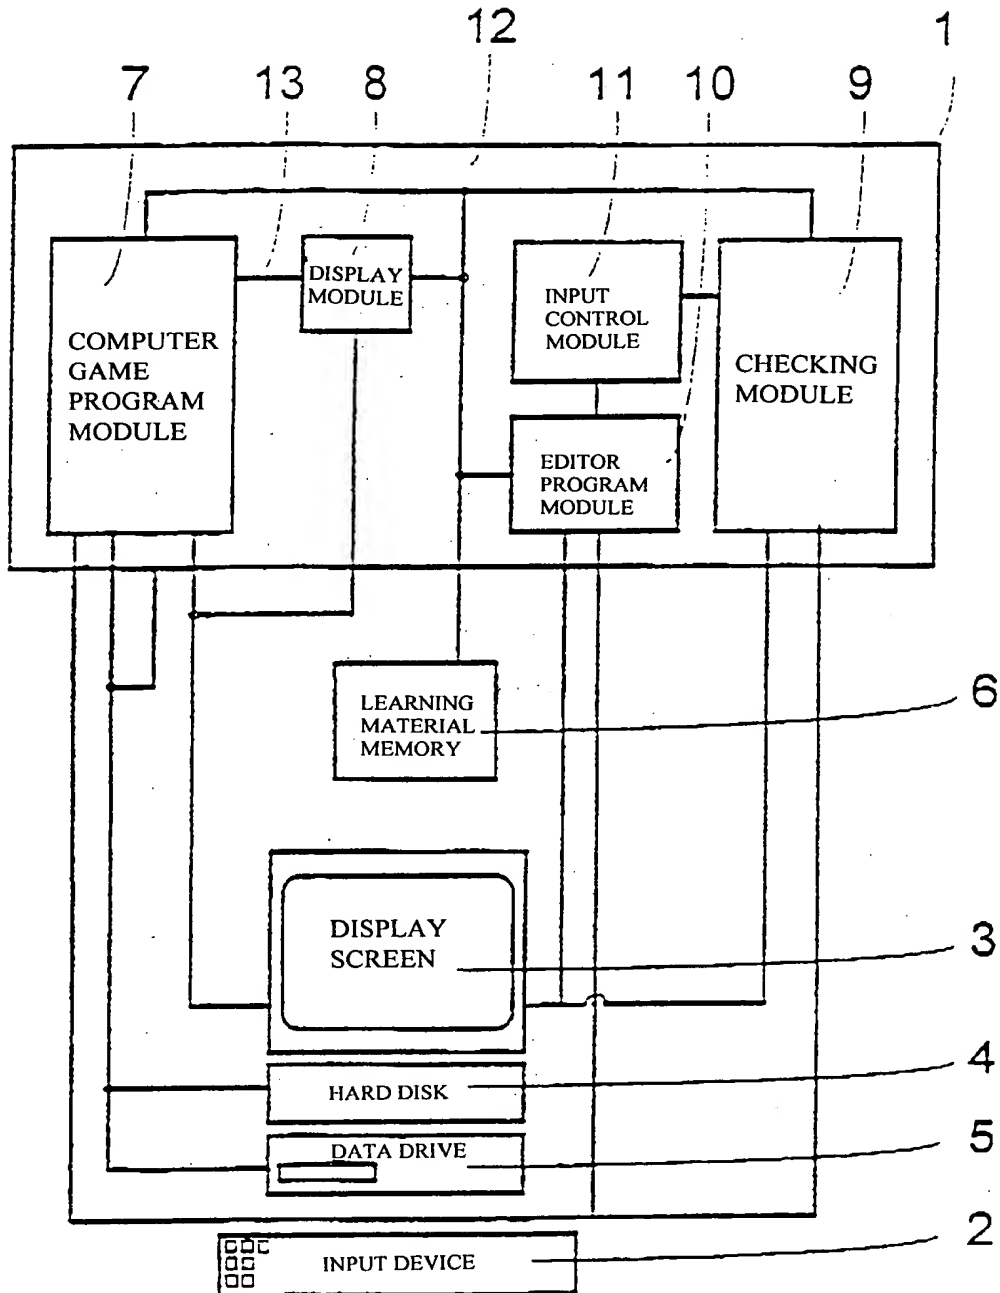 12
1
7
13
8
11
10
9
COMPUTER
GAME
PROGRAM
MODULE
DISPLAY
MODULE
INPUT
CONTROL
MODULE
CHECKING
MODULE
EDITOR
PROGRAM
MODULE
LEARNING
MATERIAL
MEMORY
6
DISPLAY
SCREEN
3
HARD DISK
4
DATA DRIVE
5
INPUT DEVICE
2